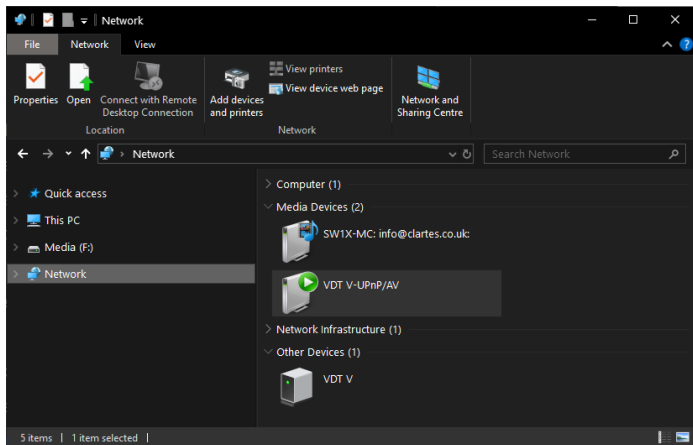 Network
File Network View
Properties
Open
Connect with Remote
Desktop Connection
Location
Add devices
and printers
View printers
View device web page
Network
Network and
Sharing Centre
Network
Search Network
Quick access
This PC
Media (F:)
Network
Computer (1)
Media Devices (2)
SW1X-MC: info@clartes.co.uk:
VDT V-UPnP/AV
Network Infrastructure (1)
Other Devices (1)
VDT V
5 items 1 item selected